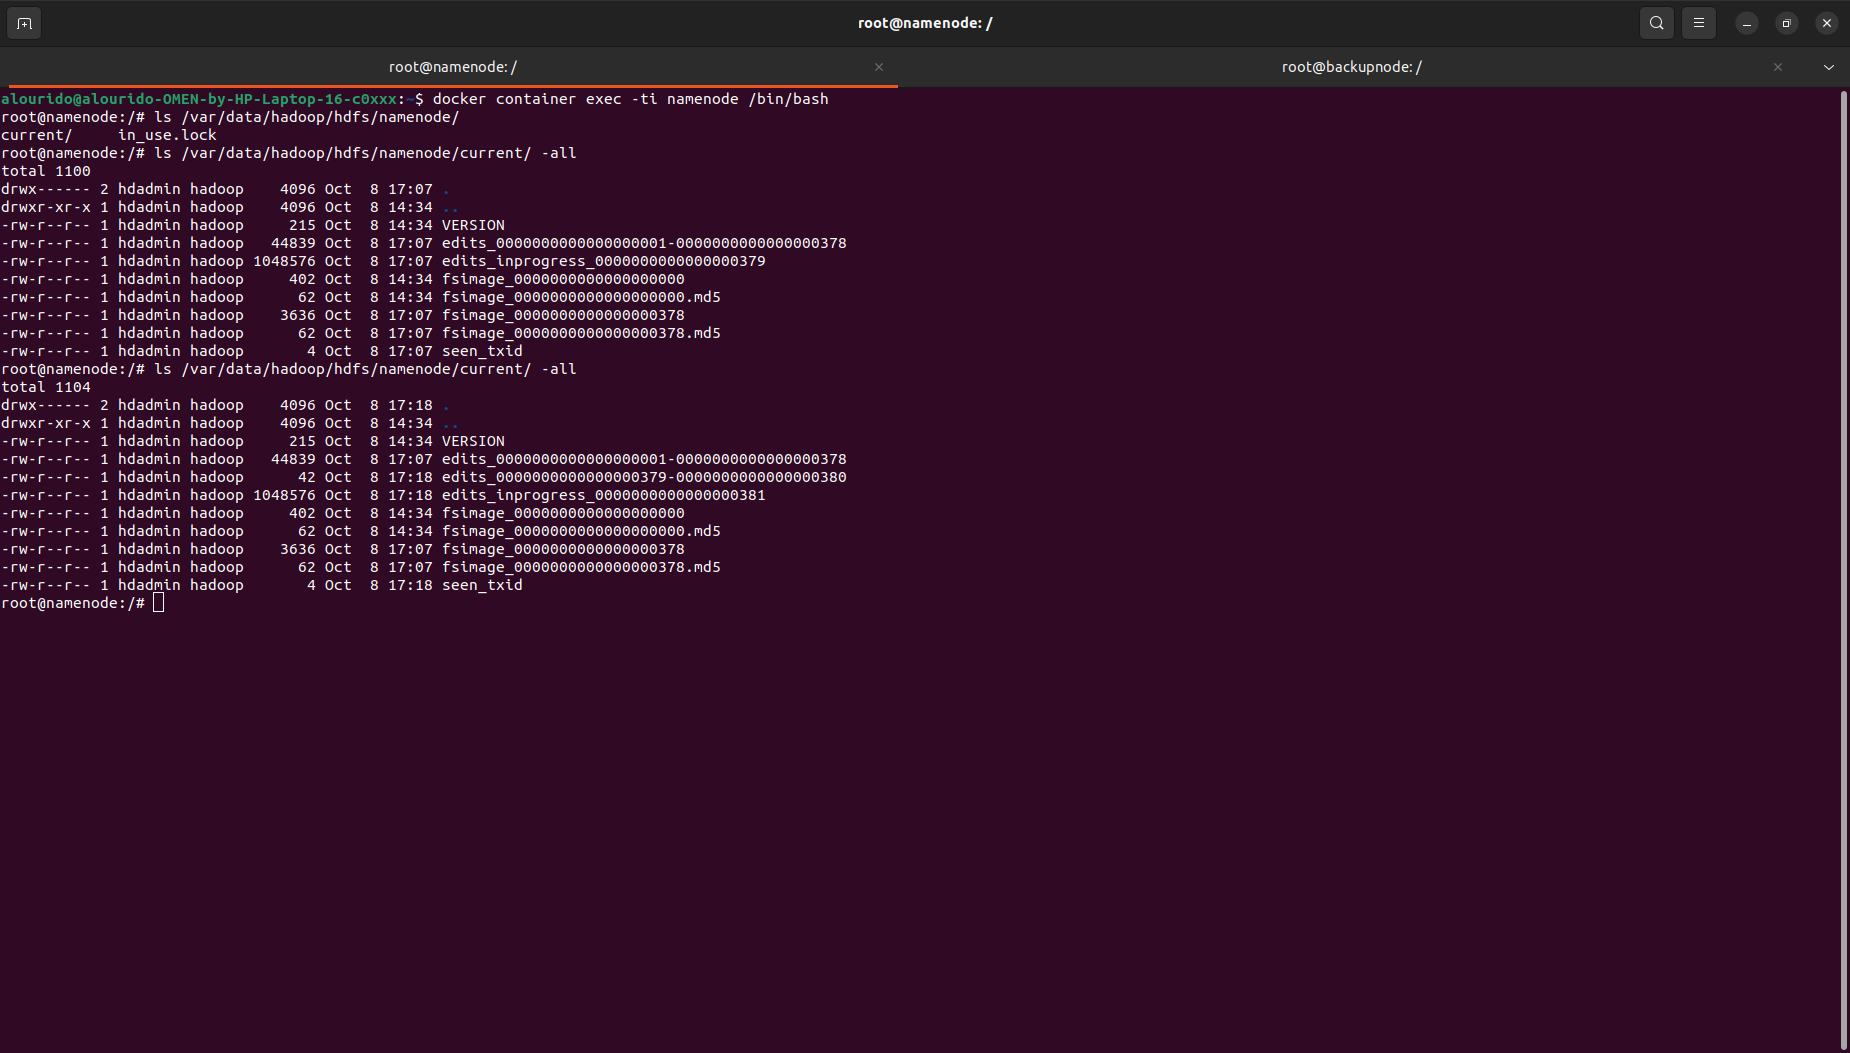 root@namenode: /
root@namenode: /
root@backupnode: /
alourido@alourido-OMEN-by-HP-Laptop-16-c0xxx:~$ docker container exec -ti namenode /bin/bash
root@namenode:/# ls /var/data/hadoop/hdfs/namenode/
current/     in_use.lock
root@namenode:/# ls /var/data/hadoop/hdfs/namenode/current/ -all
total 1100
drwx------ 2 hdadmin hadoop    4096 Oct  8 17:07 .
drwxr-xr-x 1 hdadmin hadoop    4096 Oct  8 14:34 ..
-rw-r--r-- 1 hdadmin hadoop     215 Oct  8 14:34 VERSION
-rw-r--r-- 1 hdadmin hadoop   44839 Oct  8 17:07 edits_0000000000000000001-0000000000000000378
-rw-r--r-- 1 hdadmin hadoop 1048576 Oct  8 17:07 edits_inprogress_0000000000000000379
-rw-r--r-- 1 hdadmin hadoop     402 Oct  8 14:34 fsimage_0000000000000000000
-rw-r--r-- 1 hdadmin hadoop      62 Oct  8 14:34 fsimage_0000000000000000000.md5
-rw-r--r-- 1 hdadmin hadoop    3636 Oct  8 17:07 fsimage_0000000000000000378
-rw-r--r-- 1 hdadmin hadoop      62 Oct  8 17:07 fsimage_0000000000000000378.md5
-rw-r--r-- 1 hdadmin hadoop       4 Oct  8 17:07 seen_txid
root@namenode:/# ls /var/data/hadoop/hdfs/namenode/current/ -all
total 1104
drwx------ 2 hdadmin hadoop    4096 Oct  8 17:18 .
drwxr-xr-x 1 hdadmin hadoop    4096 Oct  8 14:34 ..
-rw-r--r-- 1 hdadmin hadoop     215 Oct  8 14:34 VERSION
-rw-r--r-- 1 hdadmin hadoop   44839 Oct  8 17:07 edits_0000000000000000001-0000000000000000378
-rw-r--r-- 1 hdadmin hadoop      42 Oct  8 17:18 edits_0000000000000000379-0000000000000000380
-rw-r--r-- 1 hdadmin hadoop 1048576 Oct  8 17:18 edits_inprogress_0000000000000000381
-rw-r--r-- 1 hdadmin hadoop     402 Oct  8 14:34 fsimage_0000000000000000000
-rw-r--r-- 1 hdadmin hadoop      62 Oct  8 14:34 fsimage_0000000000000000000.md5
-rw-r--r-- 1 hdadmin hadoop    3636 Oct  8 17:07 fsimage_0000000000000000378
-rw-r--r-- 1 hdadmin hadoop      62 Oct  8 17:07 fsimage_0000000000000000378.md5
-rw-r--r-- 1 hdadmin hadoop       4 Oct  8 17:18 seen_txid
root@namenode:/#